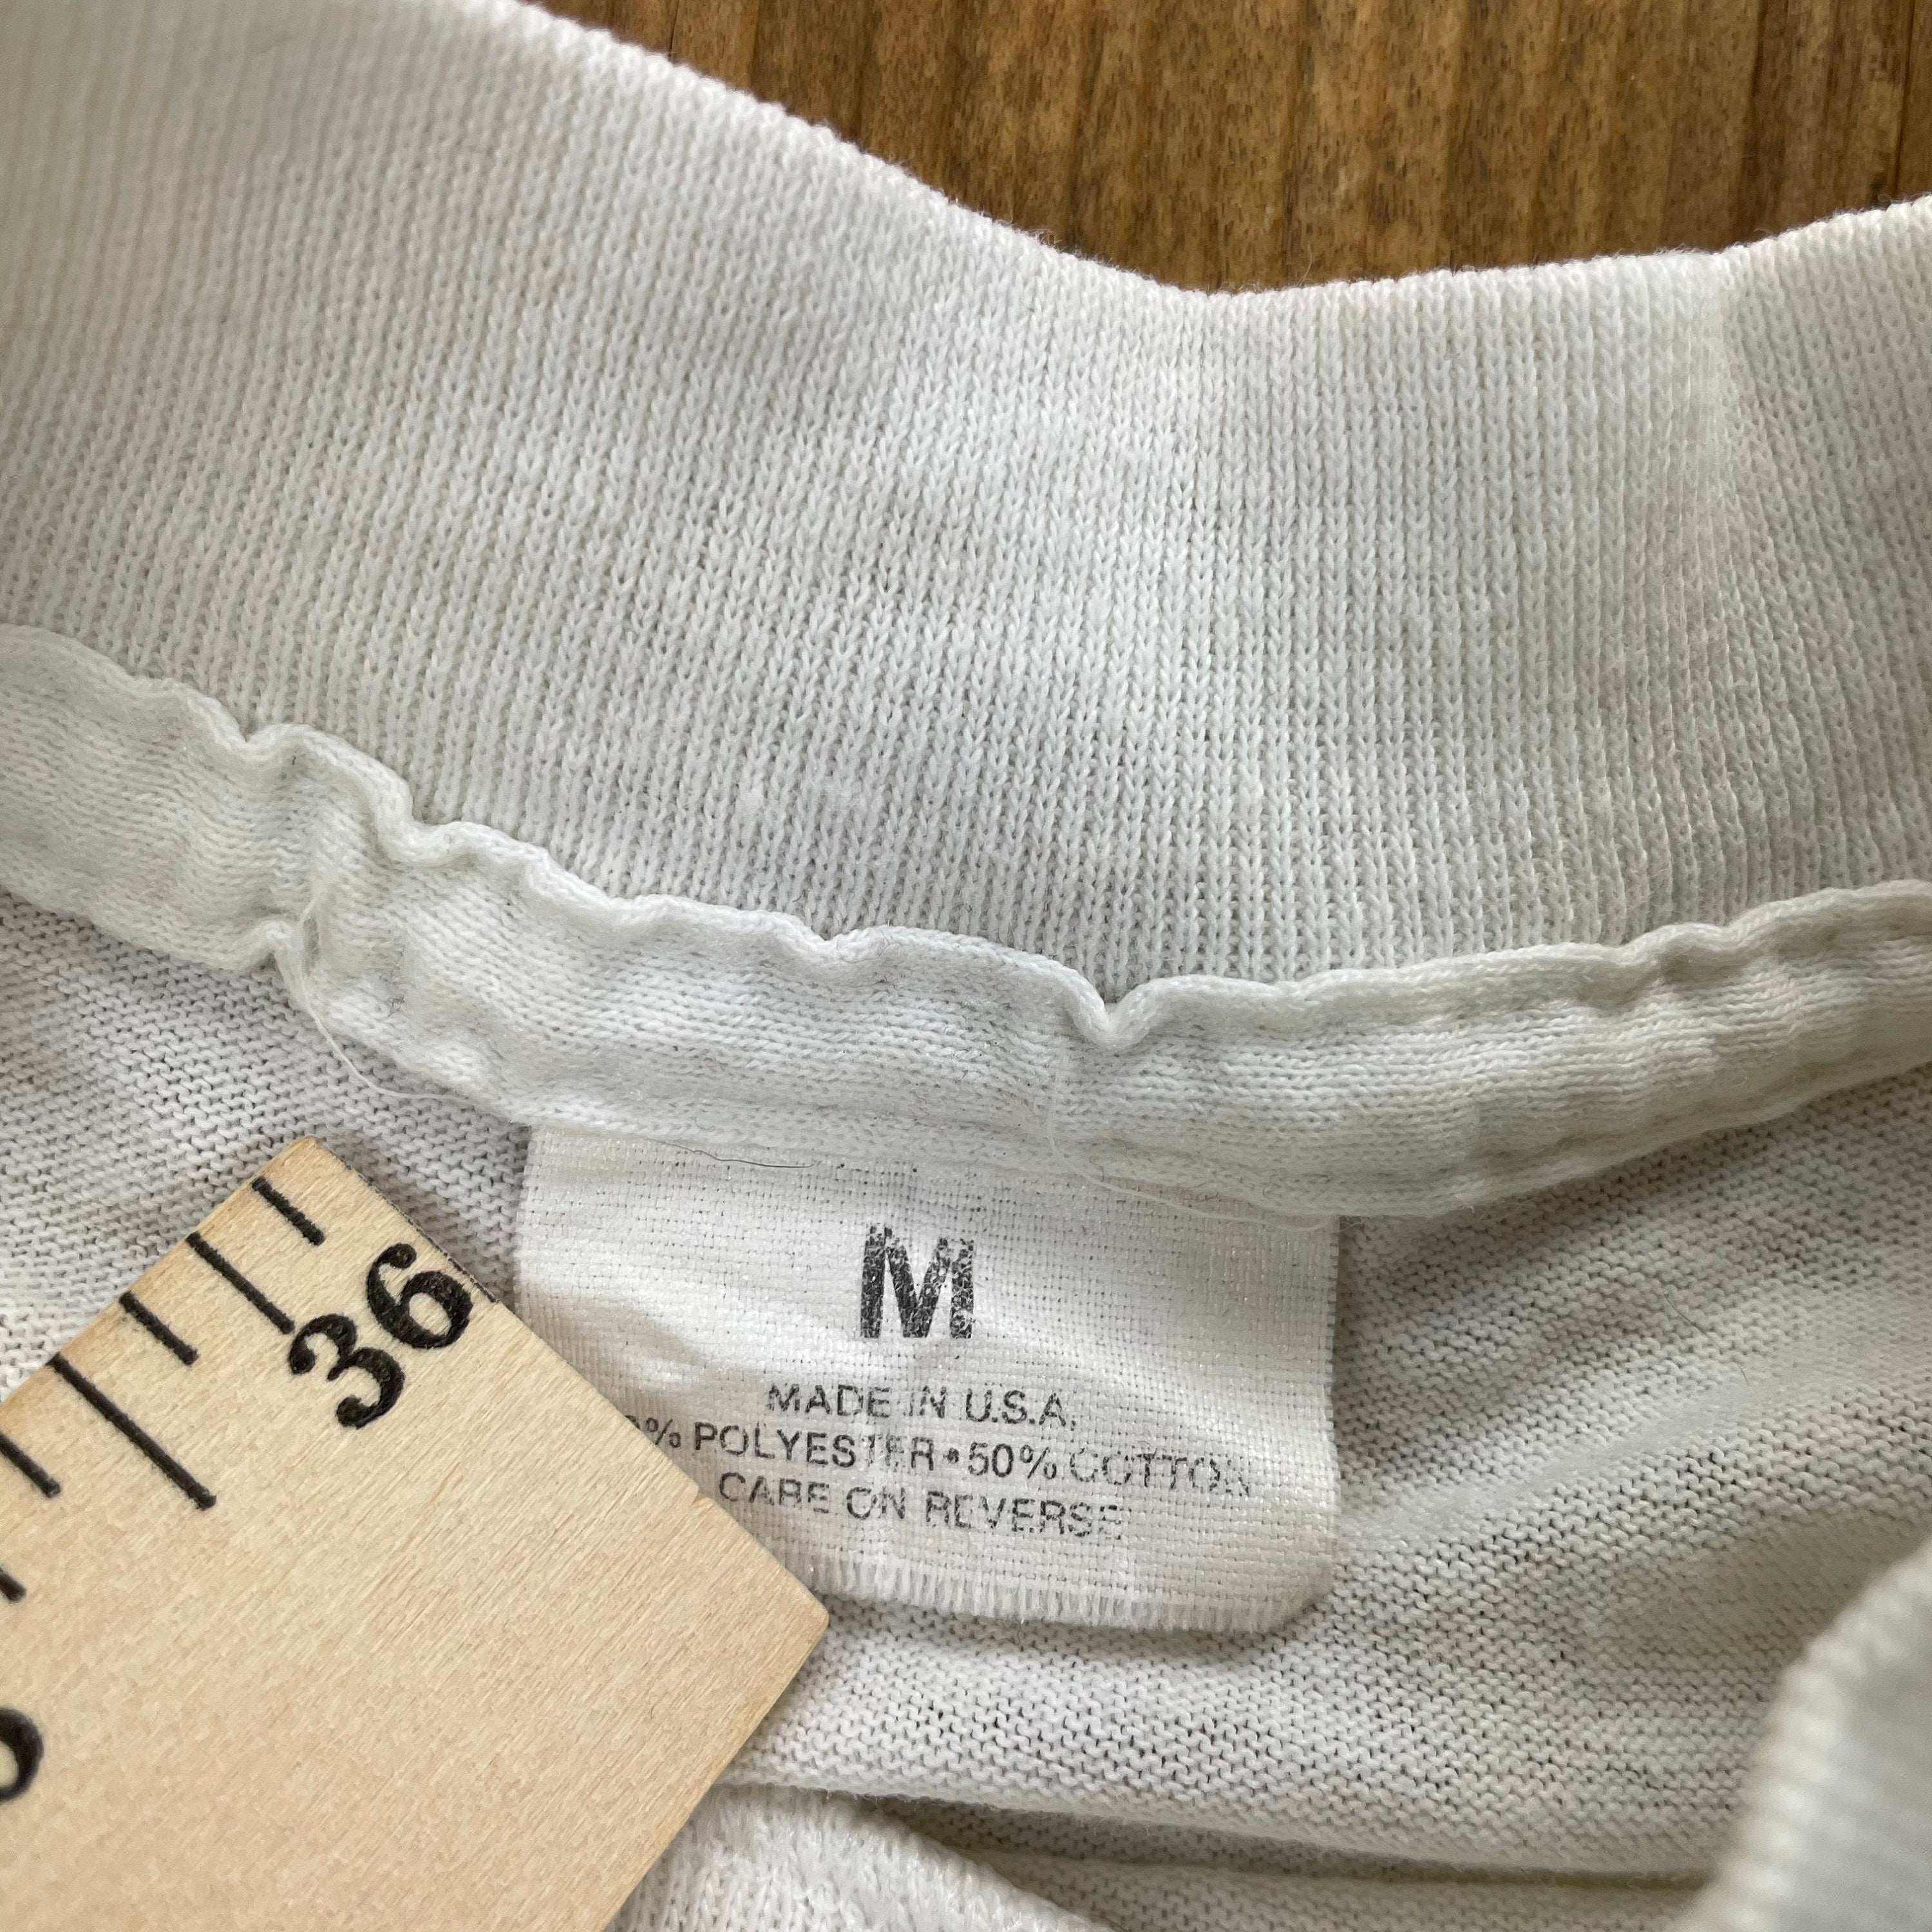 36
M
MADE IN U.S.A.
% POLYESTER • 50% COTTON
CARE ON REVERSE